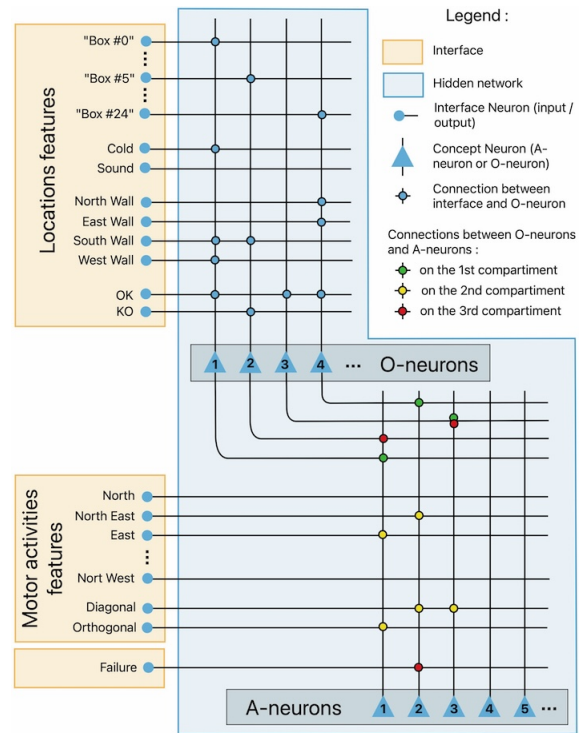 Legend :
Interface
Hidden network
Interface Neuron (input /
output)
Concept Neuron (A-
neuron or O-neuron)
Connection between
interface and O-neuron
Connections between O-neurons
and A-neurons :
on the 1st compartment
on the 2nd compartment
on the 3rd compartment
Locations features
"Box #0"
"Box #5"
"Box #24"
Cold
Sound
North Wall
East Wall
South Wall
West Wall
OK
KO
1 2 3 4 ... O-neurons
Motor activities
features
North
North East
East
Nort West
Diagonal
Orthogonal
Failure
A-neurons 1 2 3 4 5 ...